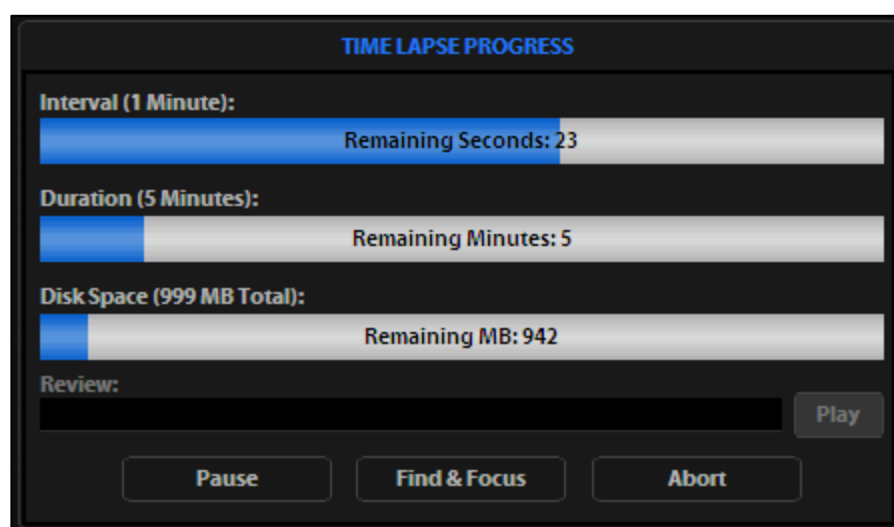 TIME LAPSE PROGRESS
Interval (1 Minute):
Remaining Seconds: 23
Duration (5 Minutes):
Remaining Minutes: 5
Disk Space (999 MB Total):
Remaining MB: 942
Review:
Play
Pause Find & Focus Abort